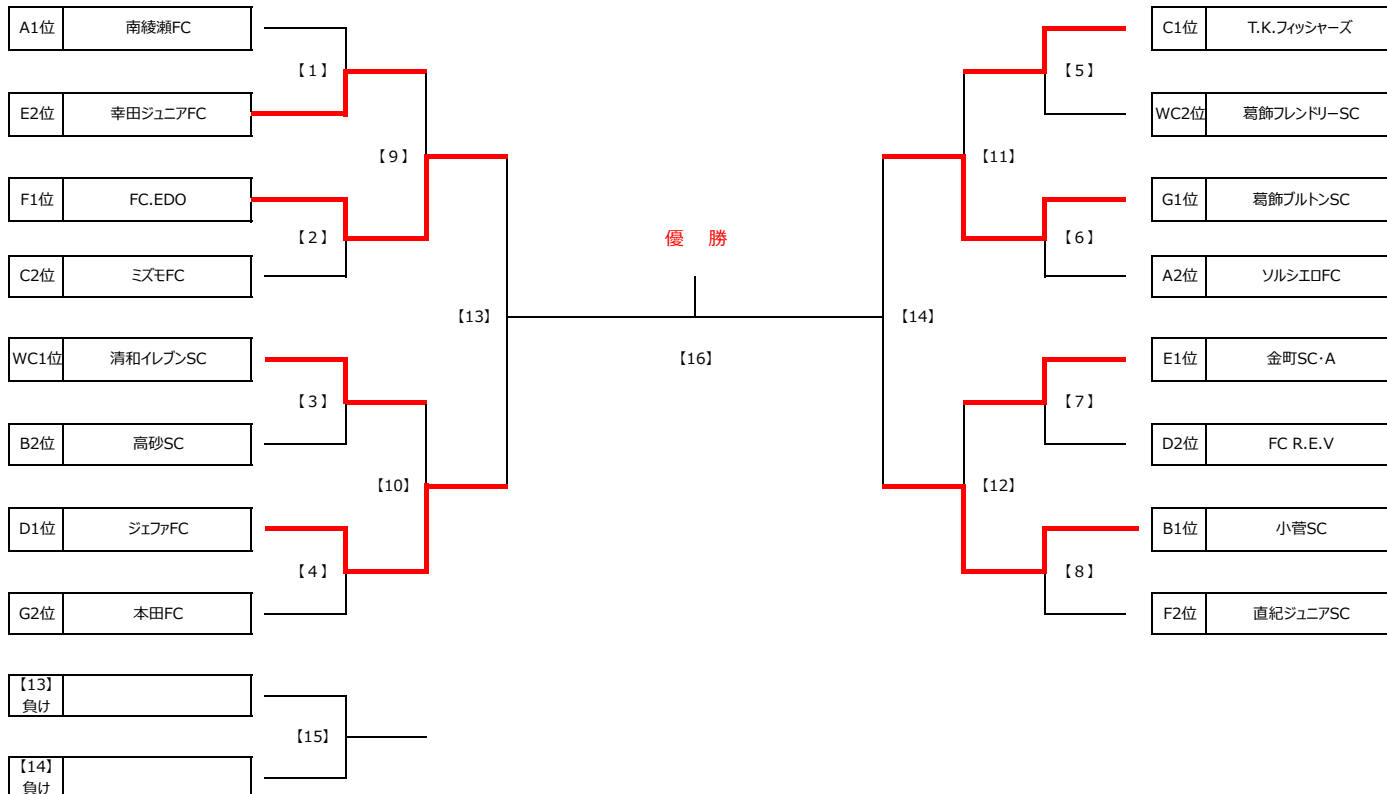 A1位 南綾瀬FC
【1】
E2位 幸田ジュニアFC
【9】
F1位 FC.EDO
【2】
C2位 ミズモFC
【13】
WC1位 清和イレブンSC
【3】
B2位 高砂SC
【10】
D1位 ジェファFC
【4】
G2位 本田FC
【13】
負け
【15】
【14】
負け
優 勝
【16】
C1位 T.K.フィッシャーズ
【5】
WC2位 葛飾フレンドリーSC
【11】
G1位 葛飾ブルトンSC
【6】
A2位 ソルシエロFC
【14】
E1位 金町SC・A
【7】
D2位 FC R.E.V
【12】
B1位 小菅SC
【8】
F2位 直紀ジュニアSC